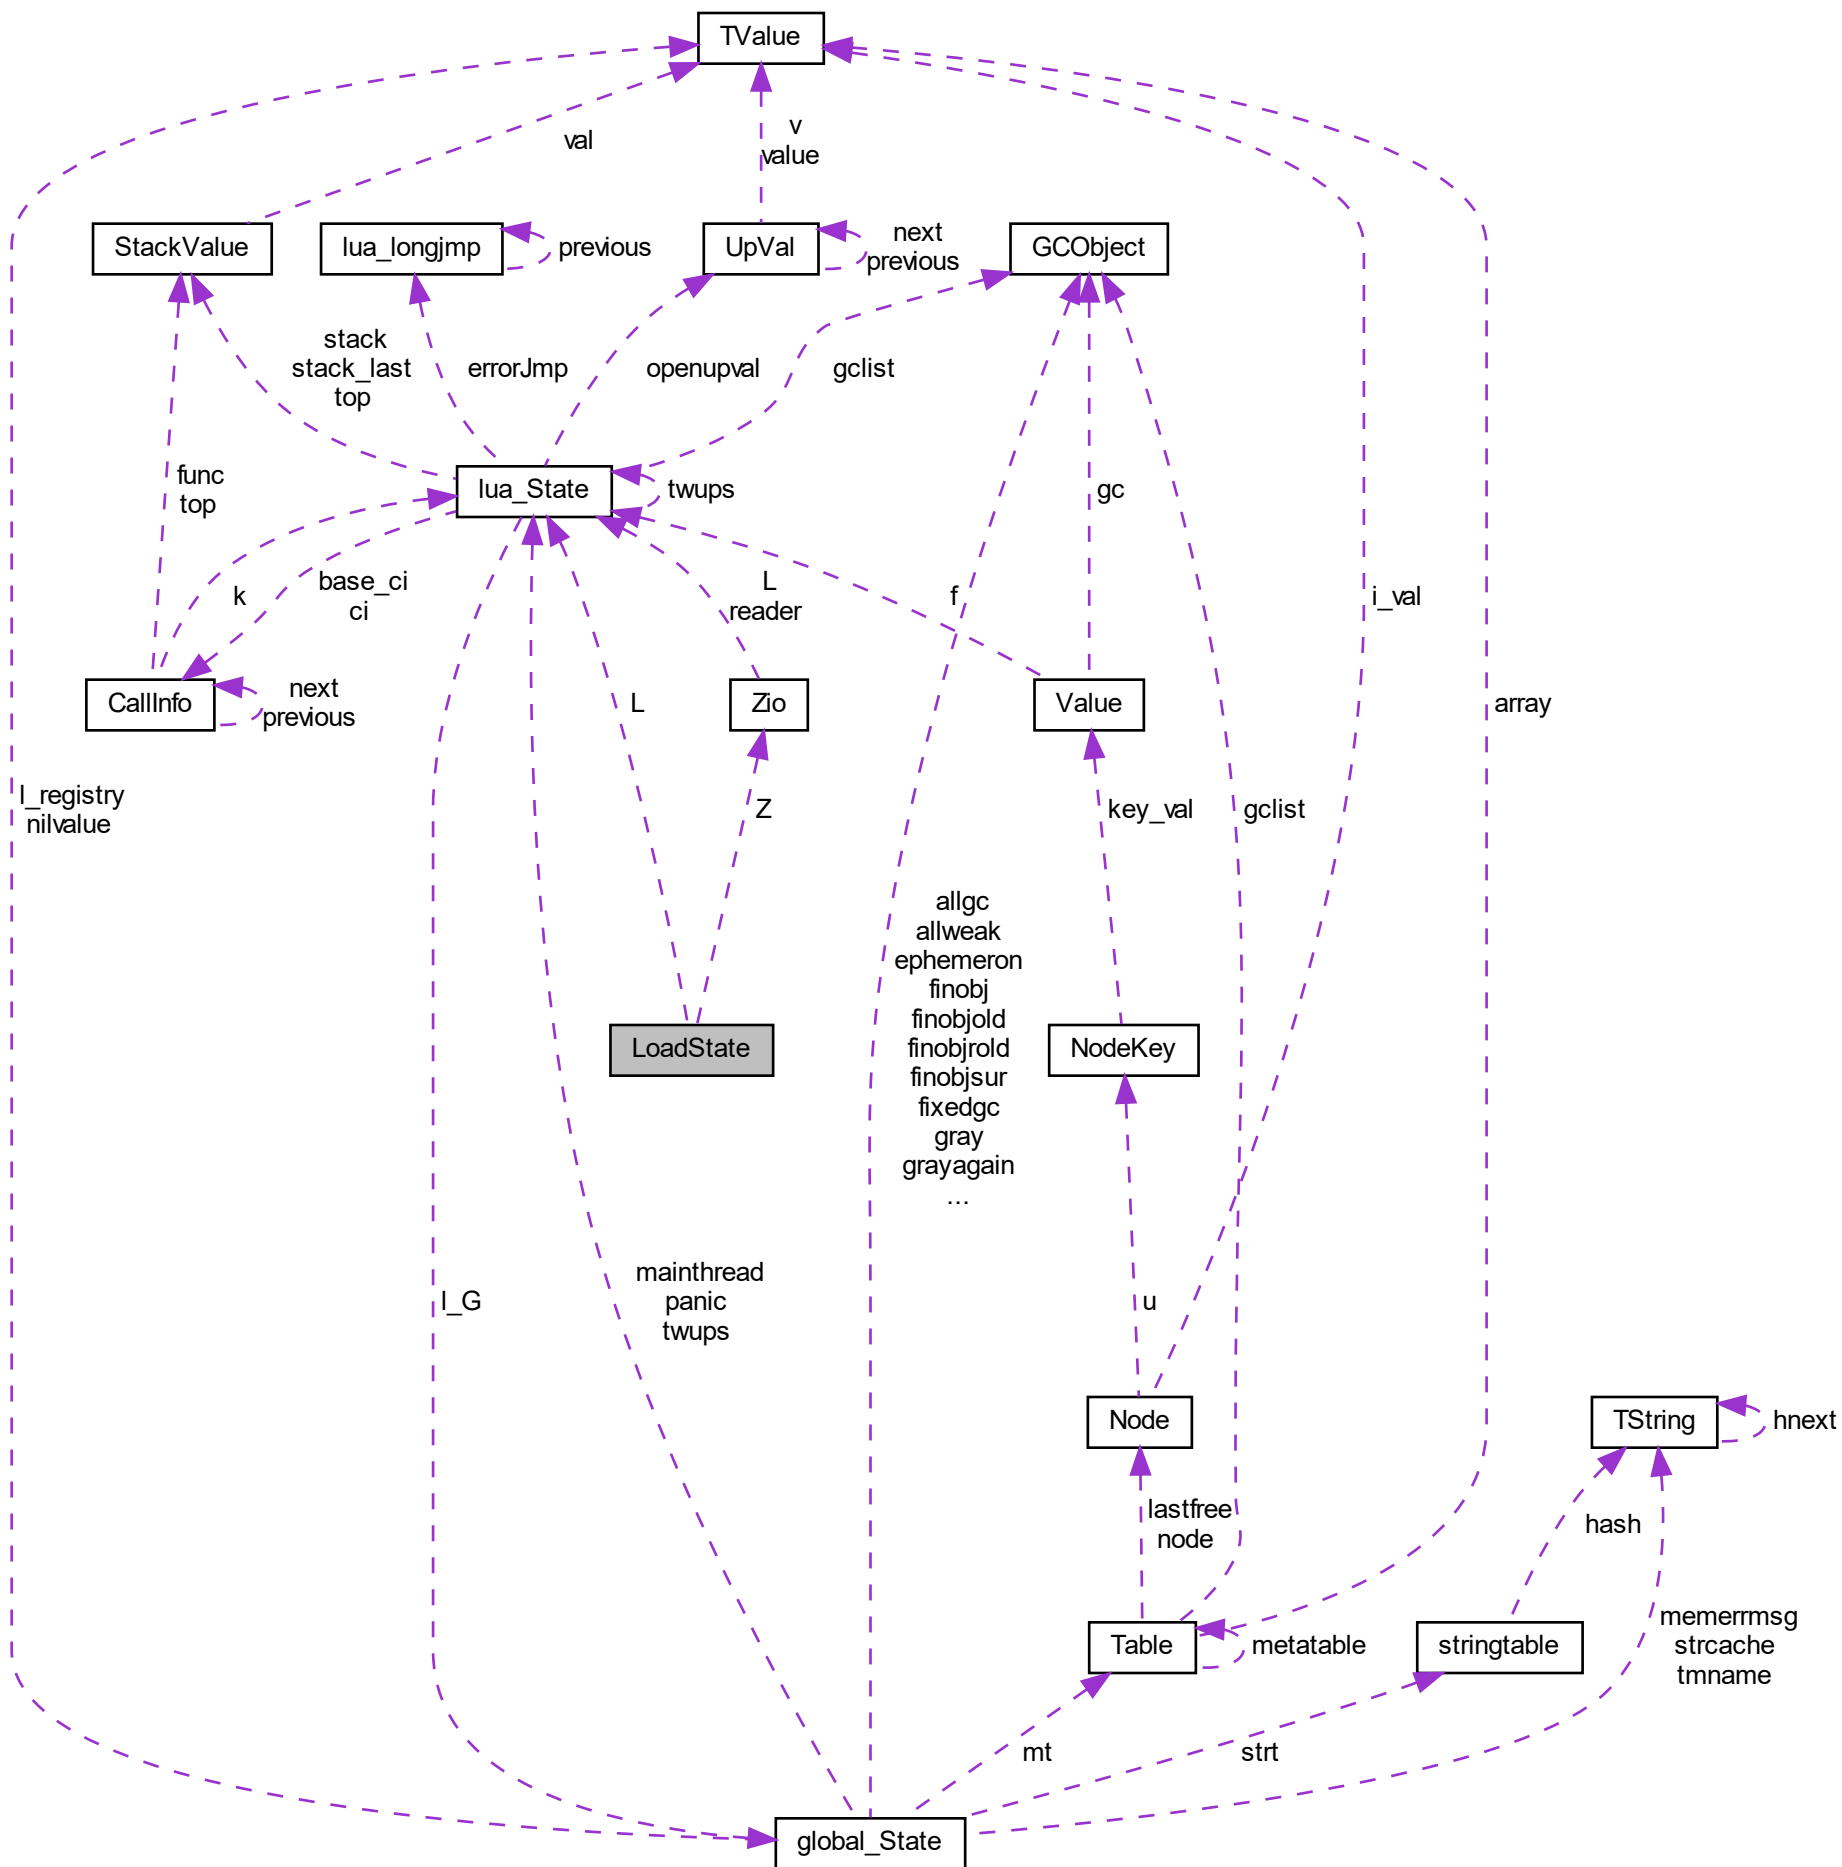 TValue
val
v
value
StackValue
lua_longjmp
previous
UpVal
next
previous
GCObject
stack
stack_last
top
errorJmp
openupval
gclist
func
top
lua_State
twups
gc
k
base_ci
ci
L
reader
f
i_val
CallInfo
next
previous
L
Zio
Value
array
l_registry
nilvalue
Z
key_val
gclist
allgc
allweak
ephemeron
finobj
finobjold
finobjrold
finobjsur
fixedgc
gray
grayagain
...
LoadState
NodeKey
l_G
mainthread
panic
twups
u
Node
TString
hnext
lastfree
node
hash
Table
metatable
stringtable
memerrmsg
strcache
tmname
mt
strt
global_State